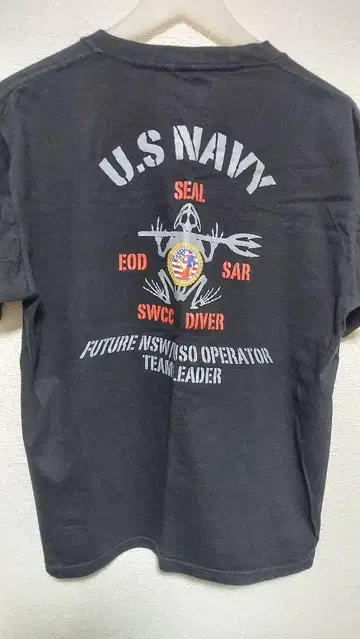 U.S NAVY
SEAL
EOD
SAR
SWCC
DIVER
FUTURE NSW/NSO OPERATOR
TEAM LEADER